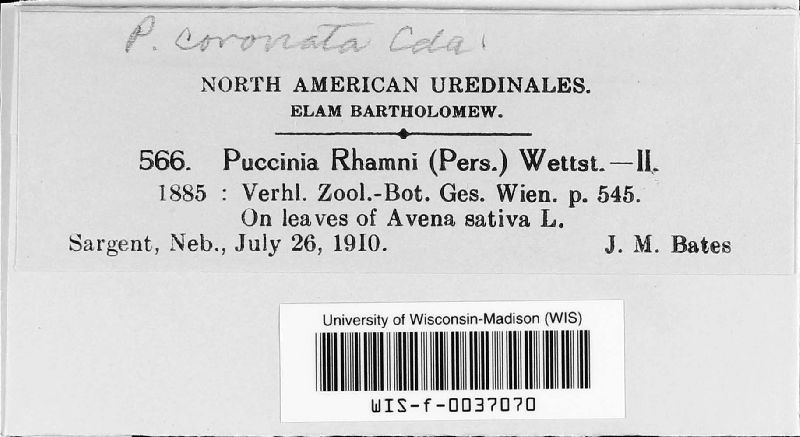 P. coronata Cda.
NORTH AMERICAN UREDINALES.
ELAM BARTHOLOMEW.
566. Puccinia Rhamni (Pers.) Wettst.—II.
1885 : Verhl. Zool.-Bot. Ges. Wien. p. 545.
On leaves of Avena sativa L.
Sargent, Neb., July 26, 1910. J. M. Bates
University of Wisconsin-Madison (WIS)
WIS-f-0037070